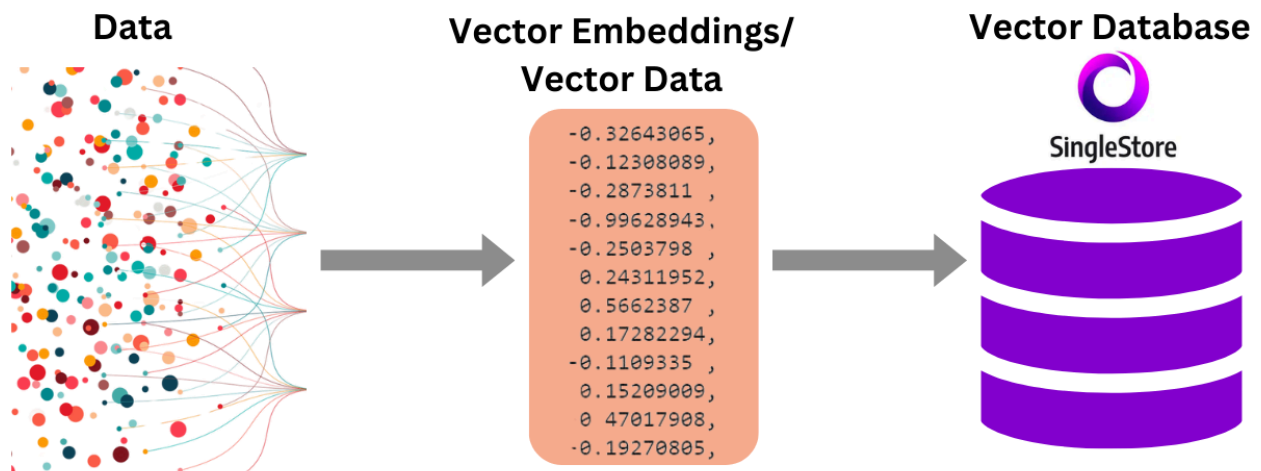 Data
Vector Embeddings/
Vector Data
Vector Database
SingleStore
-0.32643065,
-0.12308089,
-0.2873811 ,
-0.99628943,
-0.2503798 ,
0.24311952,
0.5662387 ,
0.17282294,
-0.1109335 ,
0.15209009,
0 47017908,
-0.19270805,